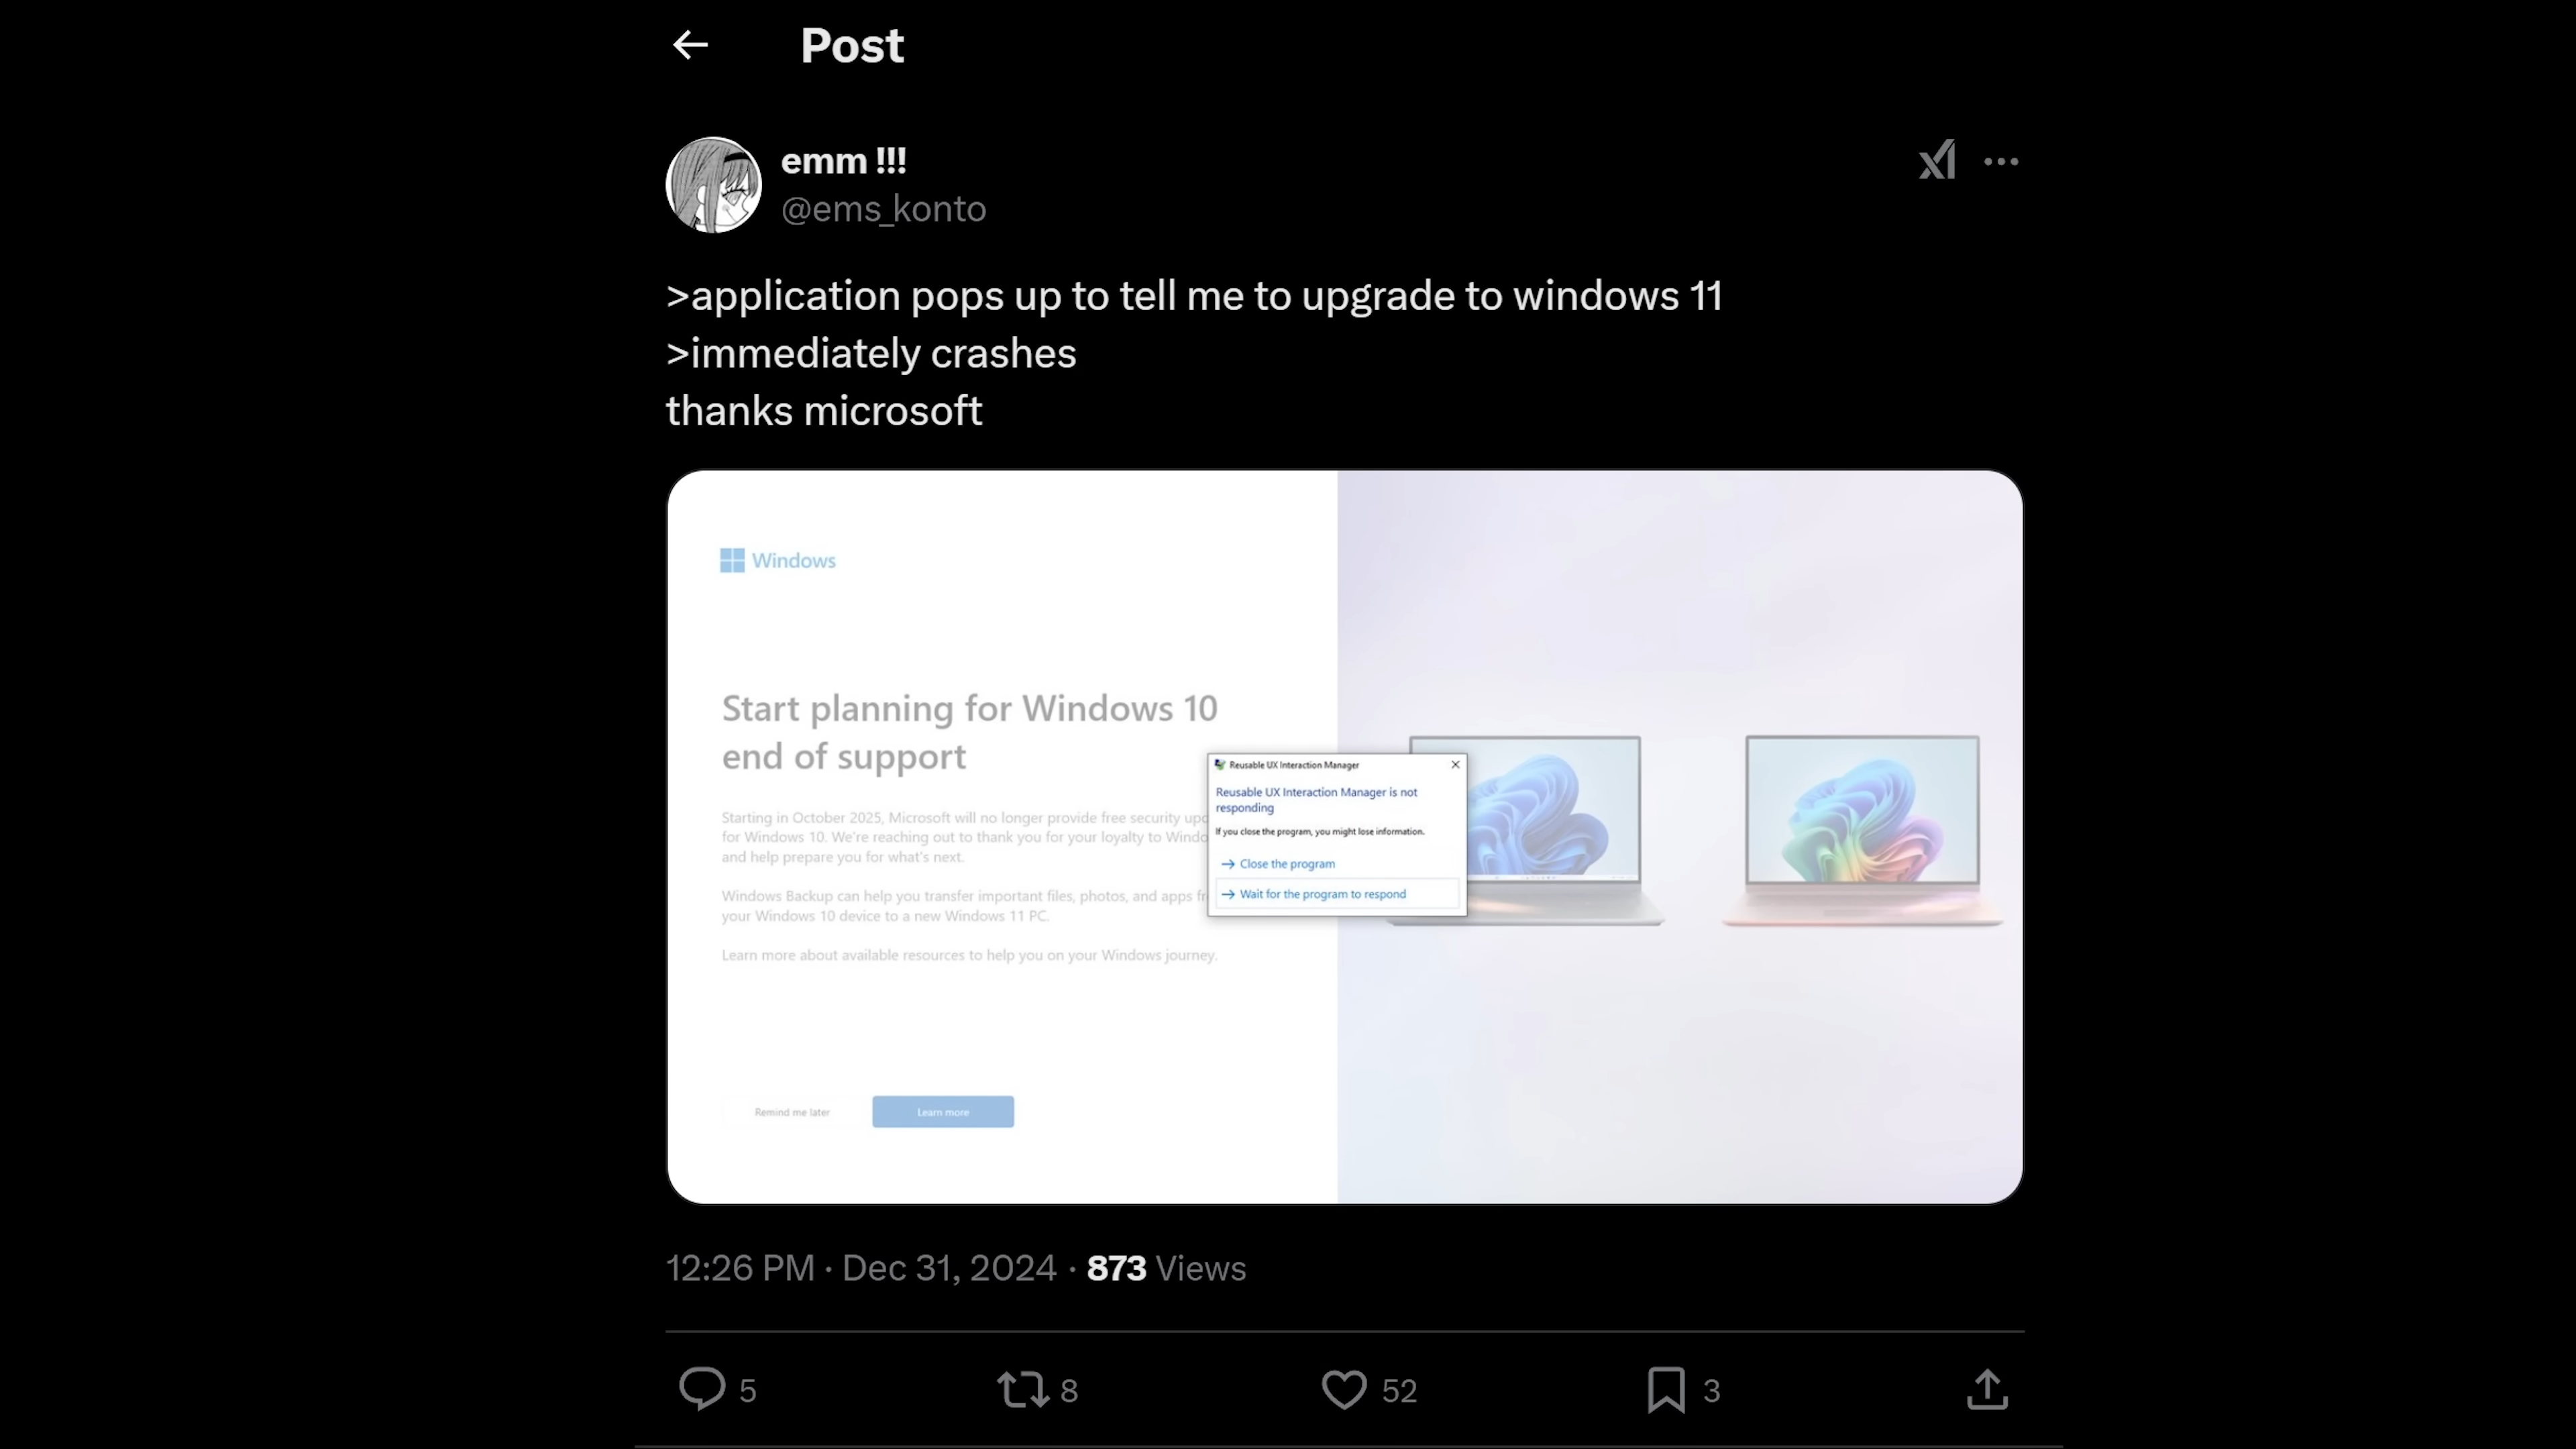 Post
emm !!!
@ems_konto
>application pops up to tell me to upgrade to windows 11
>immediately crashes
thanks microsoft
Windows
Start planning for Windows 10
end of support
Starting in October 2025, Microsoft will no longer provide free security
for Windows 10. We're reaching out to thank you for your loyalty to
and help prepare you for what's next.
Windows Backup can help you transfer important files, photos, and apps
your Windows 10 device to a new Windows 11 PC.
Learn more about available resources to help you on your Windows journey.
Remind me later
Learn more
Reusable UX Interaction Manager
Reusable UX Interaction Manager is not
responding
If you close the program, you might lose information.
Close the program
Wait for the program to respond
12:26 PM · Dec 31, 2024 · 873 Views
5
8
52
3